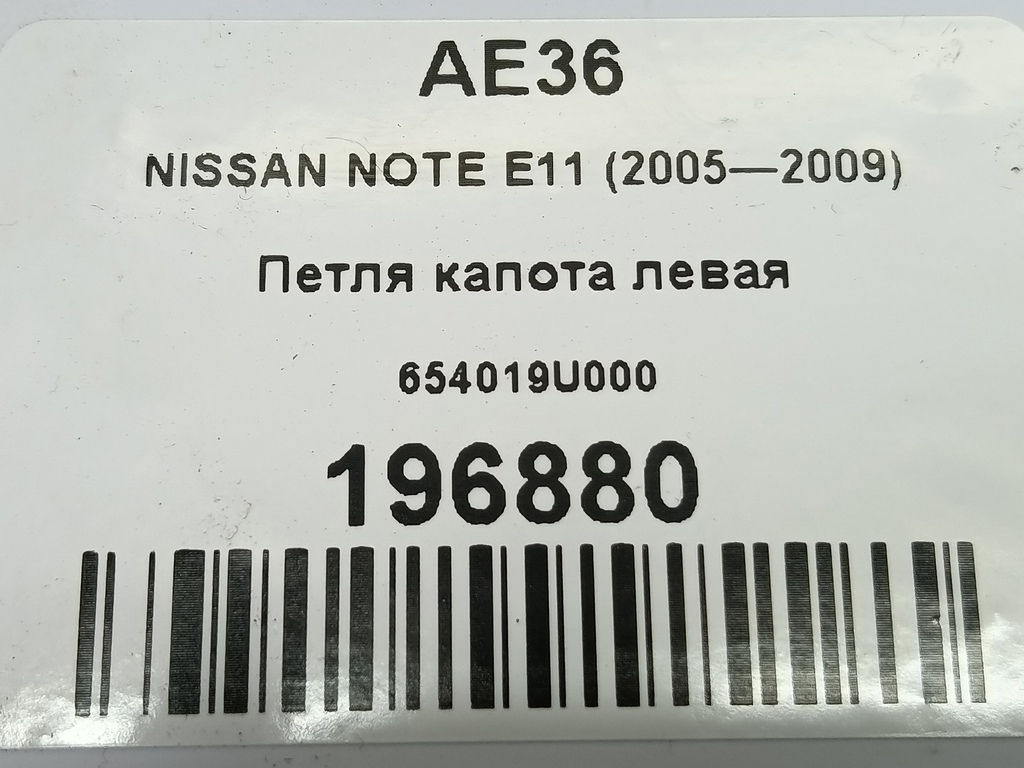 AE36
NISSAN NOTE E11 (2005—2009)
Петля капота левая
654019U000
196880